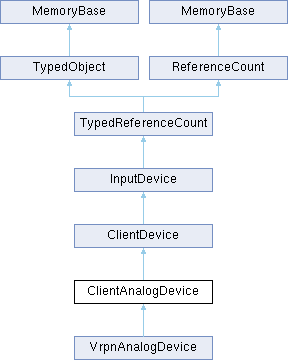 MemoryBase MemoryBase
TypedObject ReferenceCount
TypedReferenceCount
InputDevice
ClientDevice
ClientAnalogDevice
VrpnAnalogDevice